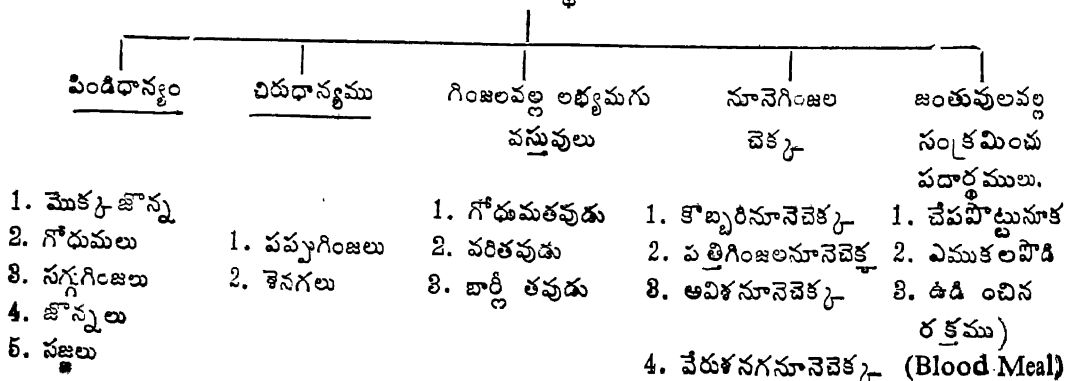 పిండిధాన్యం
చిరుధాన్యము
గింజలవల్ల లభ్యమగు
వస్తువులు
నూనెగింజల
చెక్క
జంతువులవల్ల
సంక్రమించు
పదార్థములు.
1. మొక్కజొన్న
2. గోధుమలు
3. సగ్గుగింజలు
4. జొన్నలు
5. సజ్జలు
1. పప్పుగింజలు
2. శెనగలు
1. గోధుమతవుడు
2. వరితవుడు
3. బార్లీ తవుడు
1. కొబ్బరినూనెచెక్క
2. పత్తిగింజలనూనెచెక్క
3. అవిశనూనెచెక్క
4. వేరుశనగనూనెచెక్క
1. చేపపొట్టునూక
2. ఎముకలపొడి
3. ఉడి ంచిన
రక్తము)
(Blood Meal)